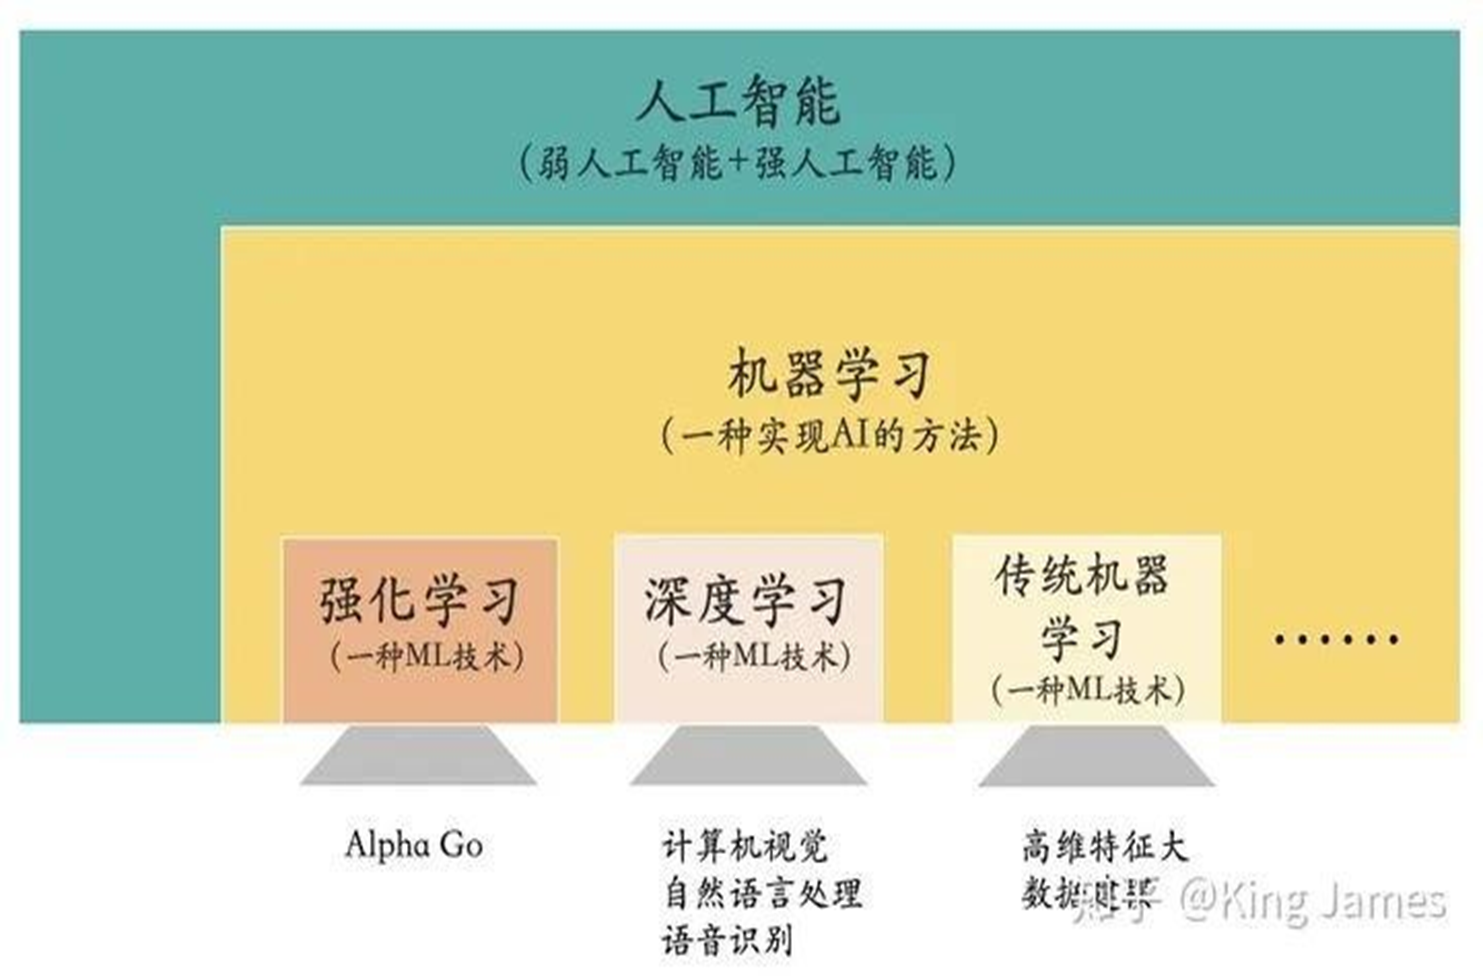 人工智能
（弱人工智能+强人工智能）
机器学习
（一种实现AI的方法）
强化学习
（一种ML技术）
深度学习
（一种ML技术）
传统机器
学习
（一种ML技术）
......
Alpha Go
计算机视觉
自然语言处理
语音识别
高维特征大
数据
知乎 @King James